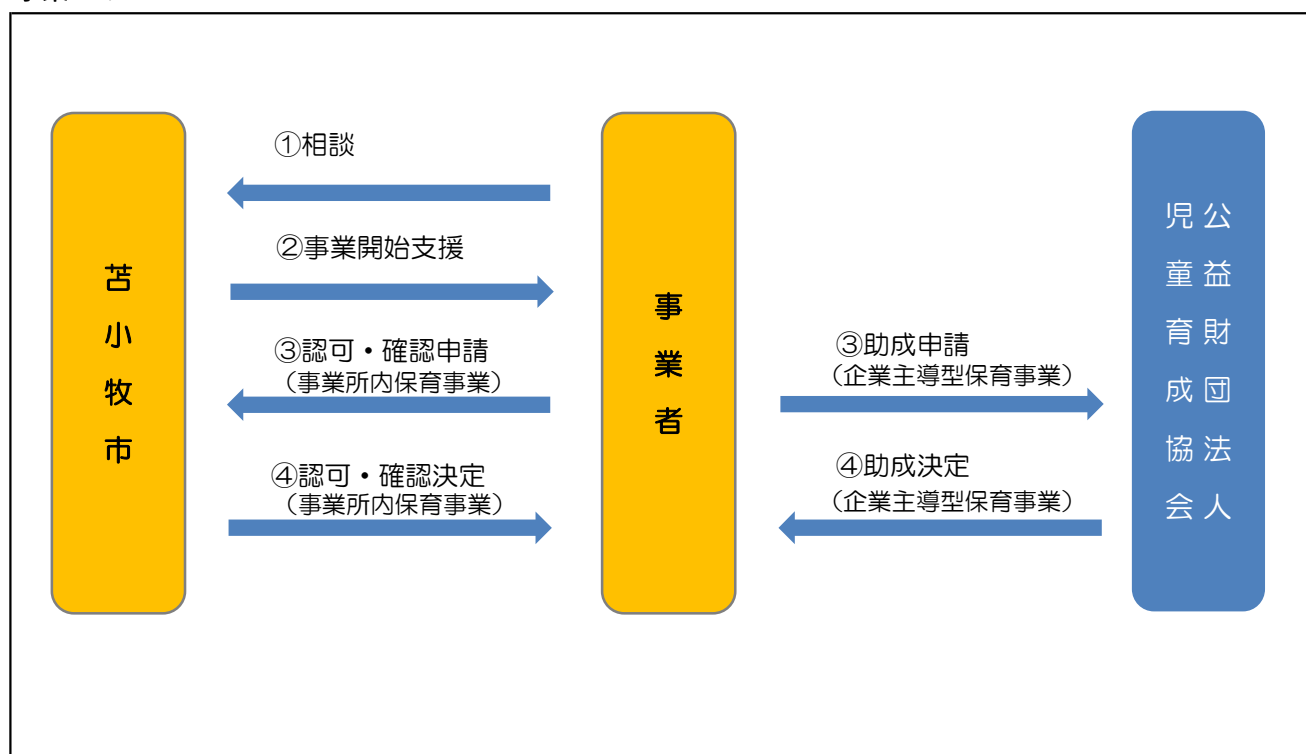 苫小牧市
①相談
②事業開始支援
③認可・確認申請
（事業所内保育事業）
④認可・確認決定
（事業所内保育事業）
事業者
③助成申請
（企業主導型保育事業）
④助成決定
（企業主導型保育事業）
公益財団法人
児童育成協会